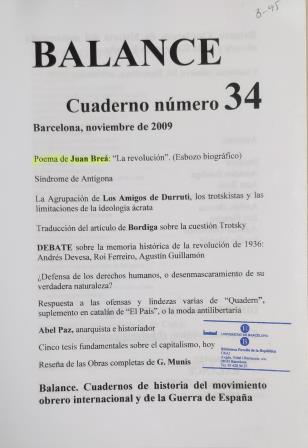 3-45
BALANCE
Cuaderno número 34
Barcelona, noviembre de 2009
Poema de Juan Breá: "La revolución". (Esbozo biográfico)
Síndrome de Antígona
La Agrupación de Los Amigos de Durruti, los trotskistas y las
limitaciones de la ideología ácrata
Traducción del artículo de Bordiga sobre la cuestión Trotsky
DEBATE sobre la memoria histórica de la revolución de 1936:
Andrés Devesa, Roi Ferreiro, Agustín Guillamón
¿Defensa de los derechos humanos, o desenmascaramiento de su
verdadera naturaleza?
Respuesta a las ofensas y lindezas varias de "Quadern",
suplemento en catalán de "El País", o la moda antilibertaria
Abel Paz, anarquista e historiador
Cinco tesis fundamentales sobre el capitalismo, hoy
Reseña de las Obras completas de G. Munis
UNIVERSITAT DE BARCELONA
B
Balance. Cuadernos de historia del movimiento
obrero internacional y de la Guerra de España